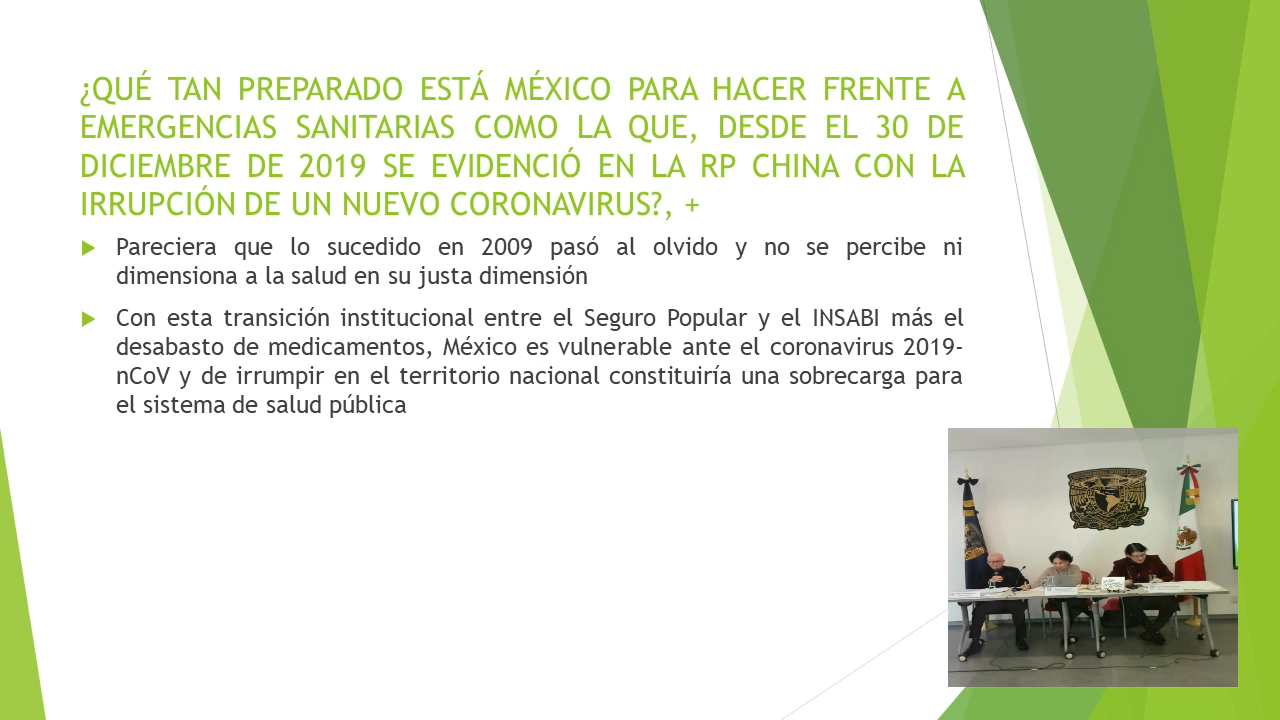 ¿QUÉ TAN PREPARADO ESTÁ MÉXICO PARA HACER FRENTE A
EMERGENCIAS SANITARIAS COMO LA QUE, DESDE EL 30 DE
DICIEMBRE DE 2019 SE EVIDENCIÓ EN LA RP CHINA CON LA
IRRUPCIÓN DE UN NUEVO CORONAVIRUS?, +
Pareciera que lo sucedido en 2009 pasó al olvido y no se percibe ni
dimensiona a la salud en su justa dimensión
Con esta transición institucional entre el Seguro Popular y el INSABI más el
desabasto de medicamentos, México es vulnerable ante el coronavirus 2019-
nCoV y de irrumpir en el territorio nacional constituiría una sobrecarga para
el sistema de salud pública